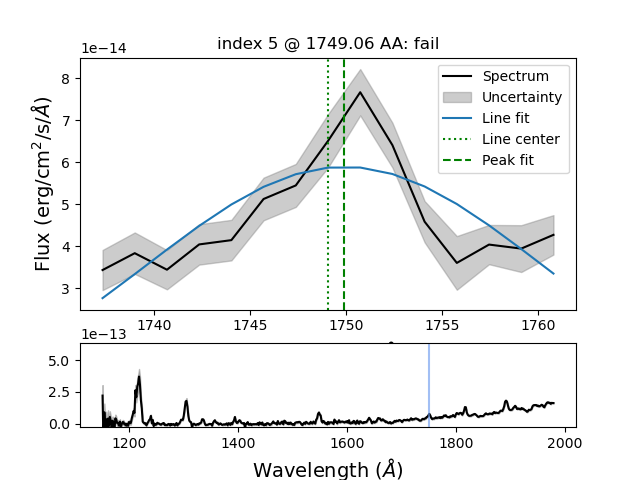 index 5 @ 1749.06 AA: fail
1e−14
Flux (erg/cm²/s/Å)
8
7
6
5
4
3
Spectrum
Uncertainty
Line fit
Line center
Peak fit
1740 1745 1750 1755 1760
1e−13
5.0
2.5
0.0
1200 1400 1600 1800 2000
Wavelength (Å)